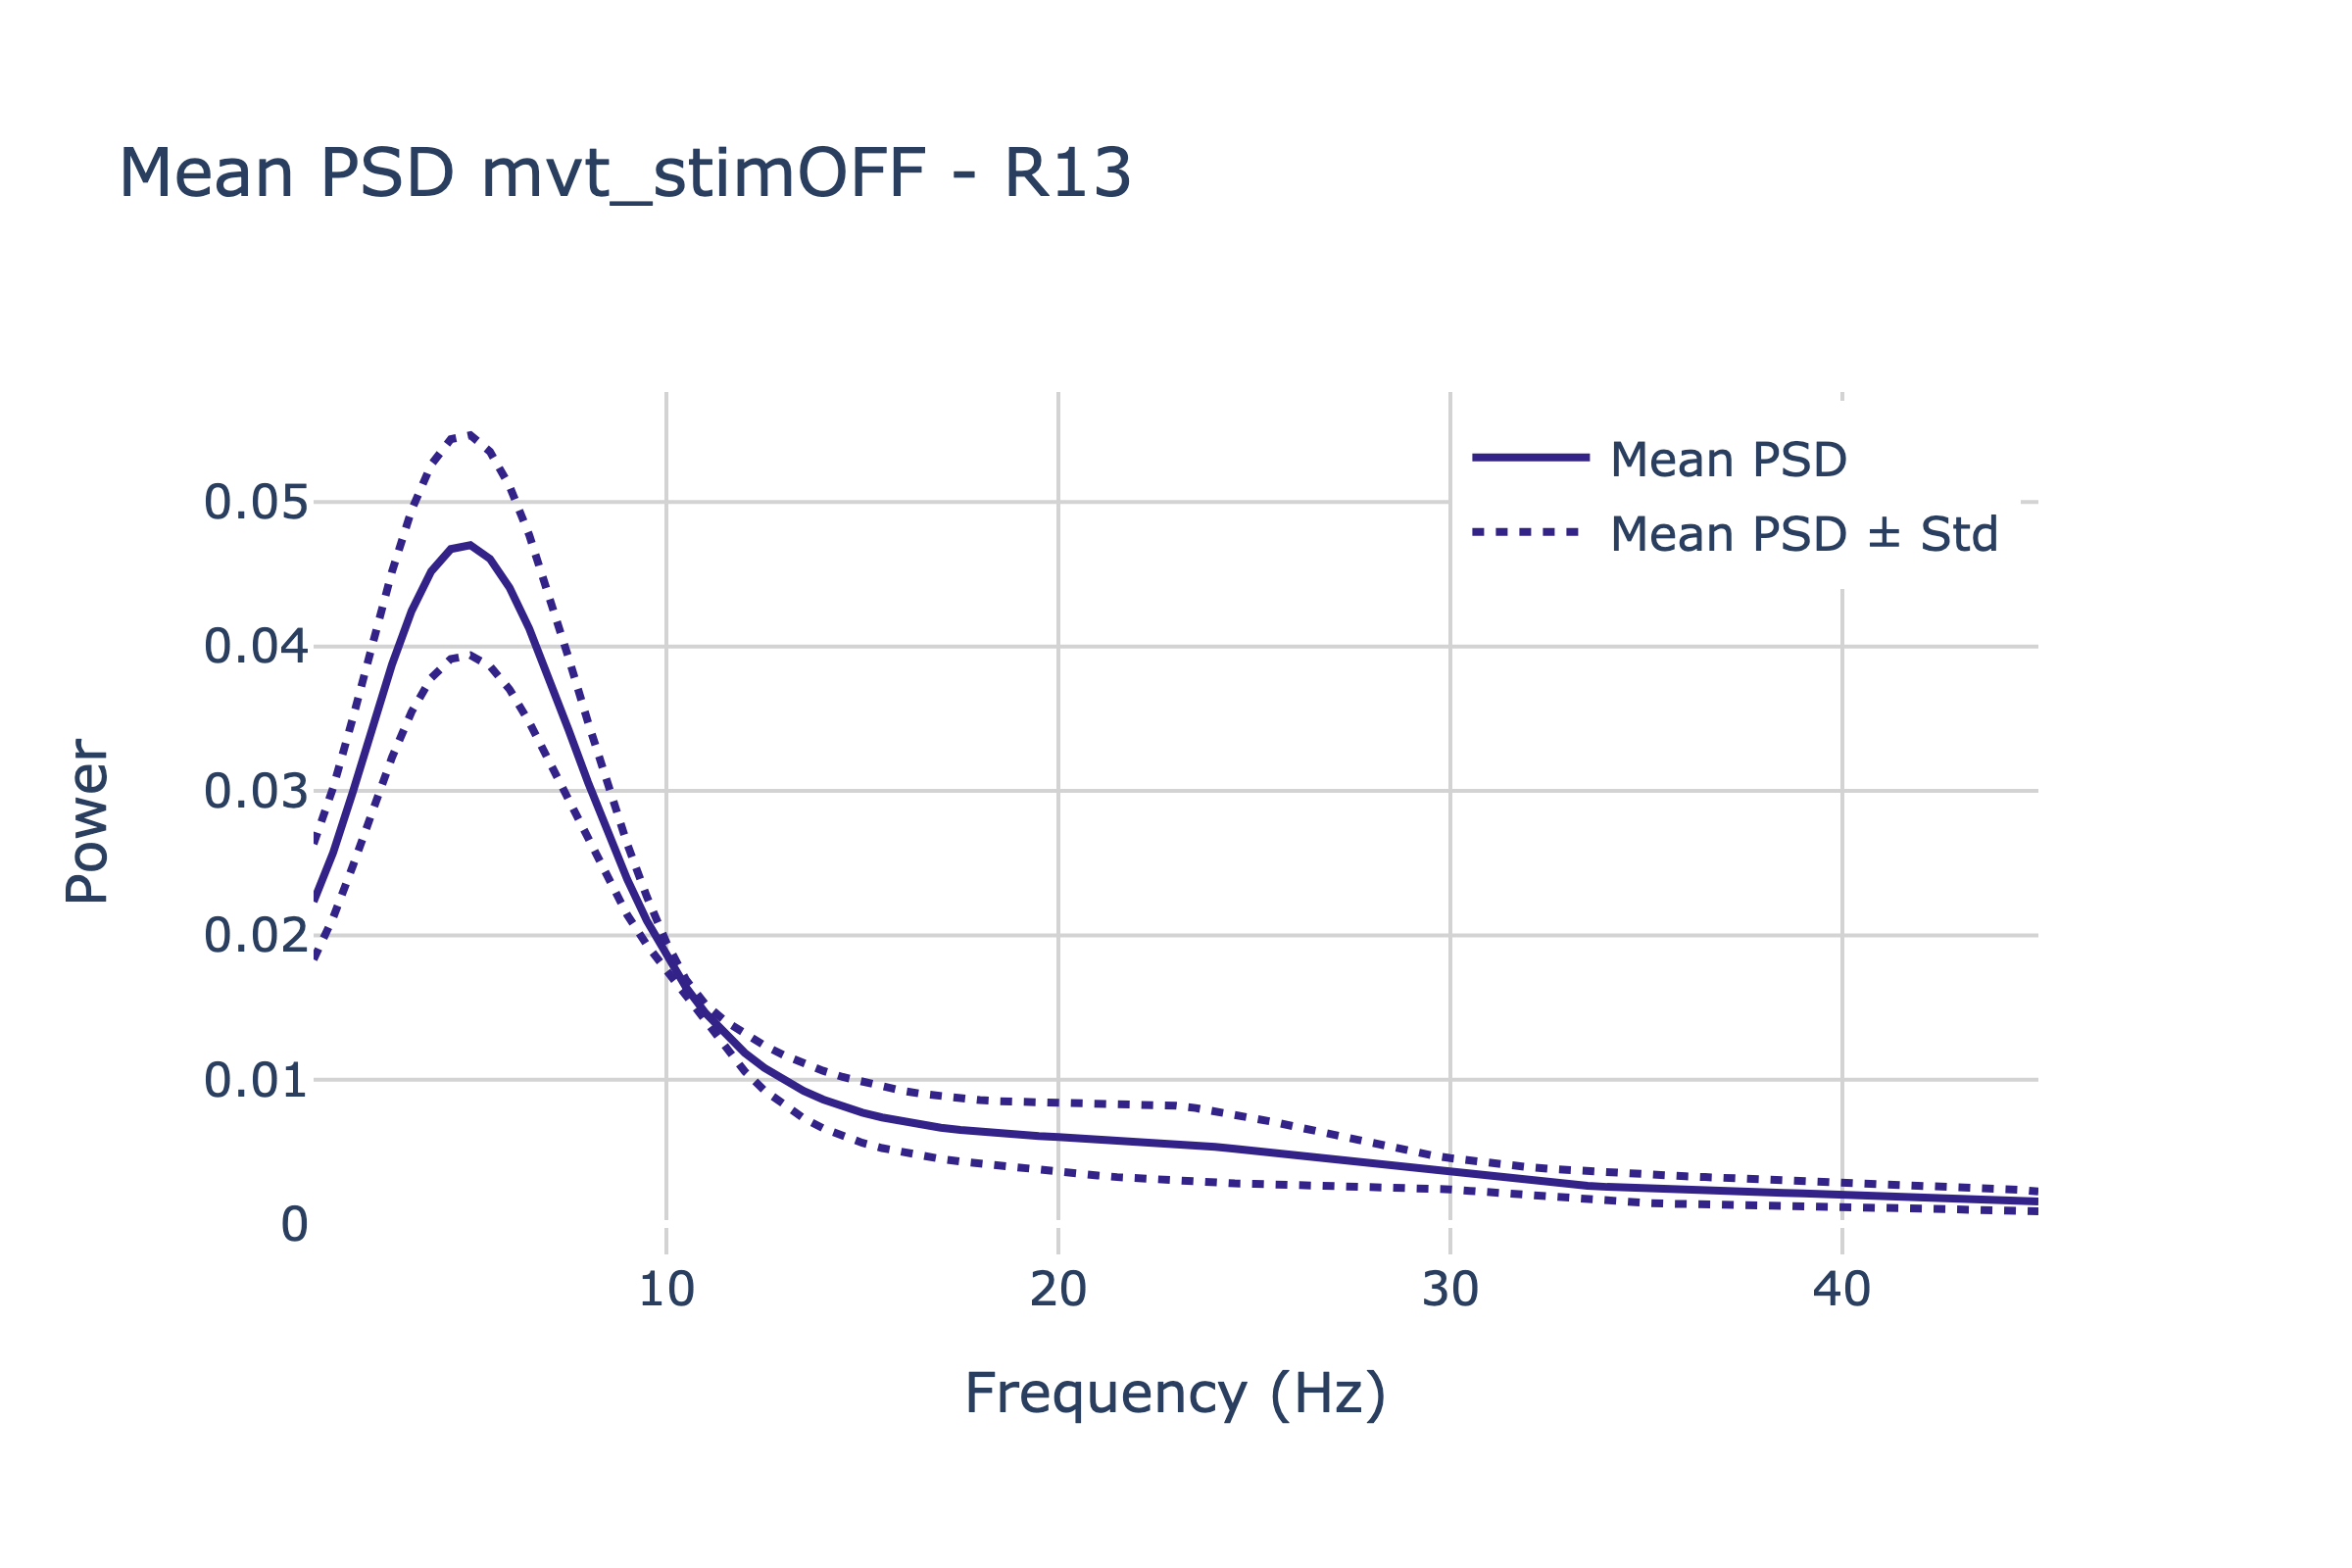 Mean PSD mvt_stimOFF - R13
Mean PSD
Mean PSD ± Std
0.05
0.04
0.03
0.02
0.01
0
Power
10 20 30 40
Frequency (Hz)